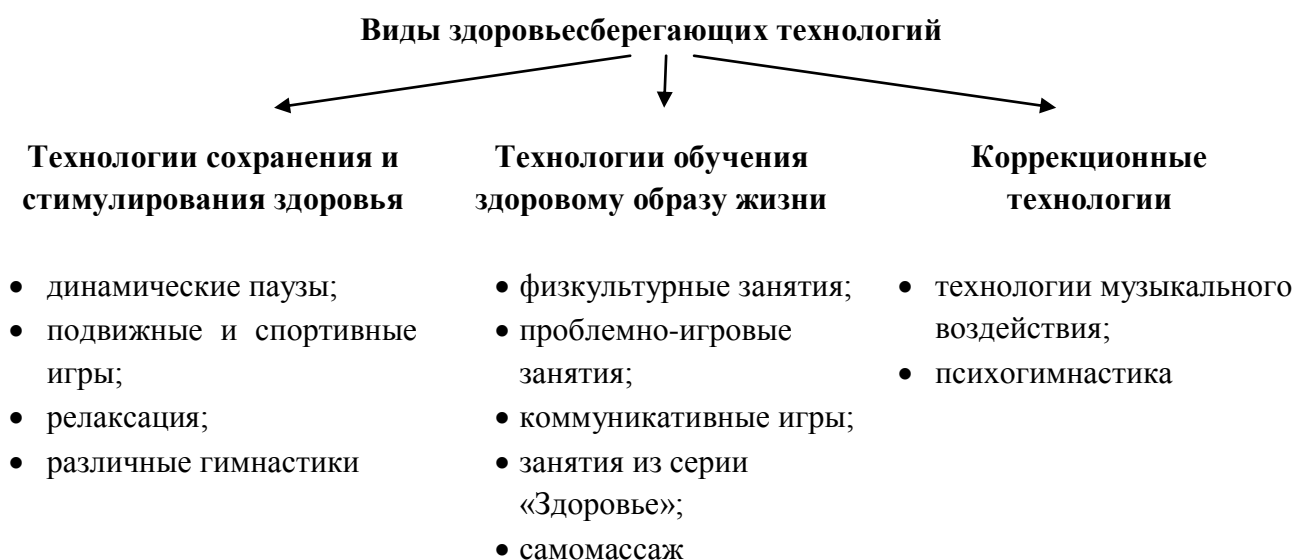 Виды здоровьесберегающих технологий
Технологии сохранения и
стимулирования здоровья
• динамические паузы;
• подвижные и спортивные
игры;
• релаксация;
• различные гимнастики
Технологии обучения
здоровому образу жизни
• физкультурные занятия;
• проблемно-игровые
занятия;
• коммуникативные игры;
• занятия из серии
«Здоровье»;
• самомассаж
Коррекционные
технологии
• технологии музыкального
воздействия;
• психогимнастика